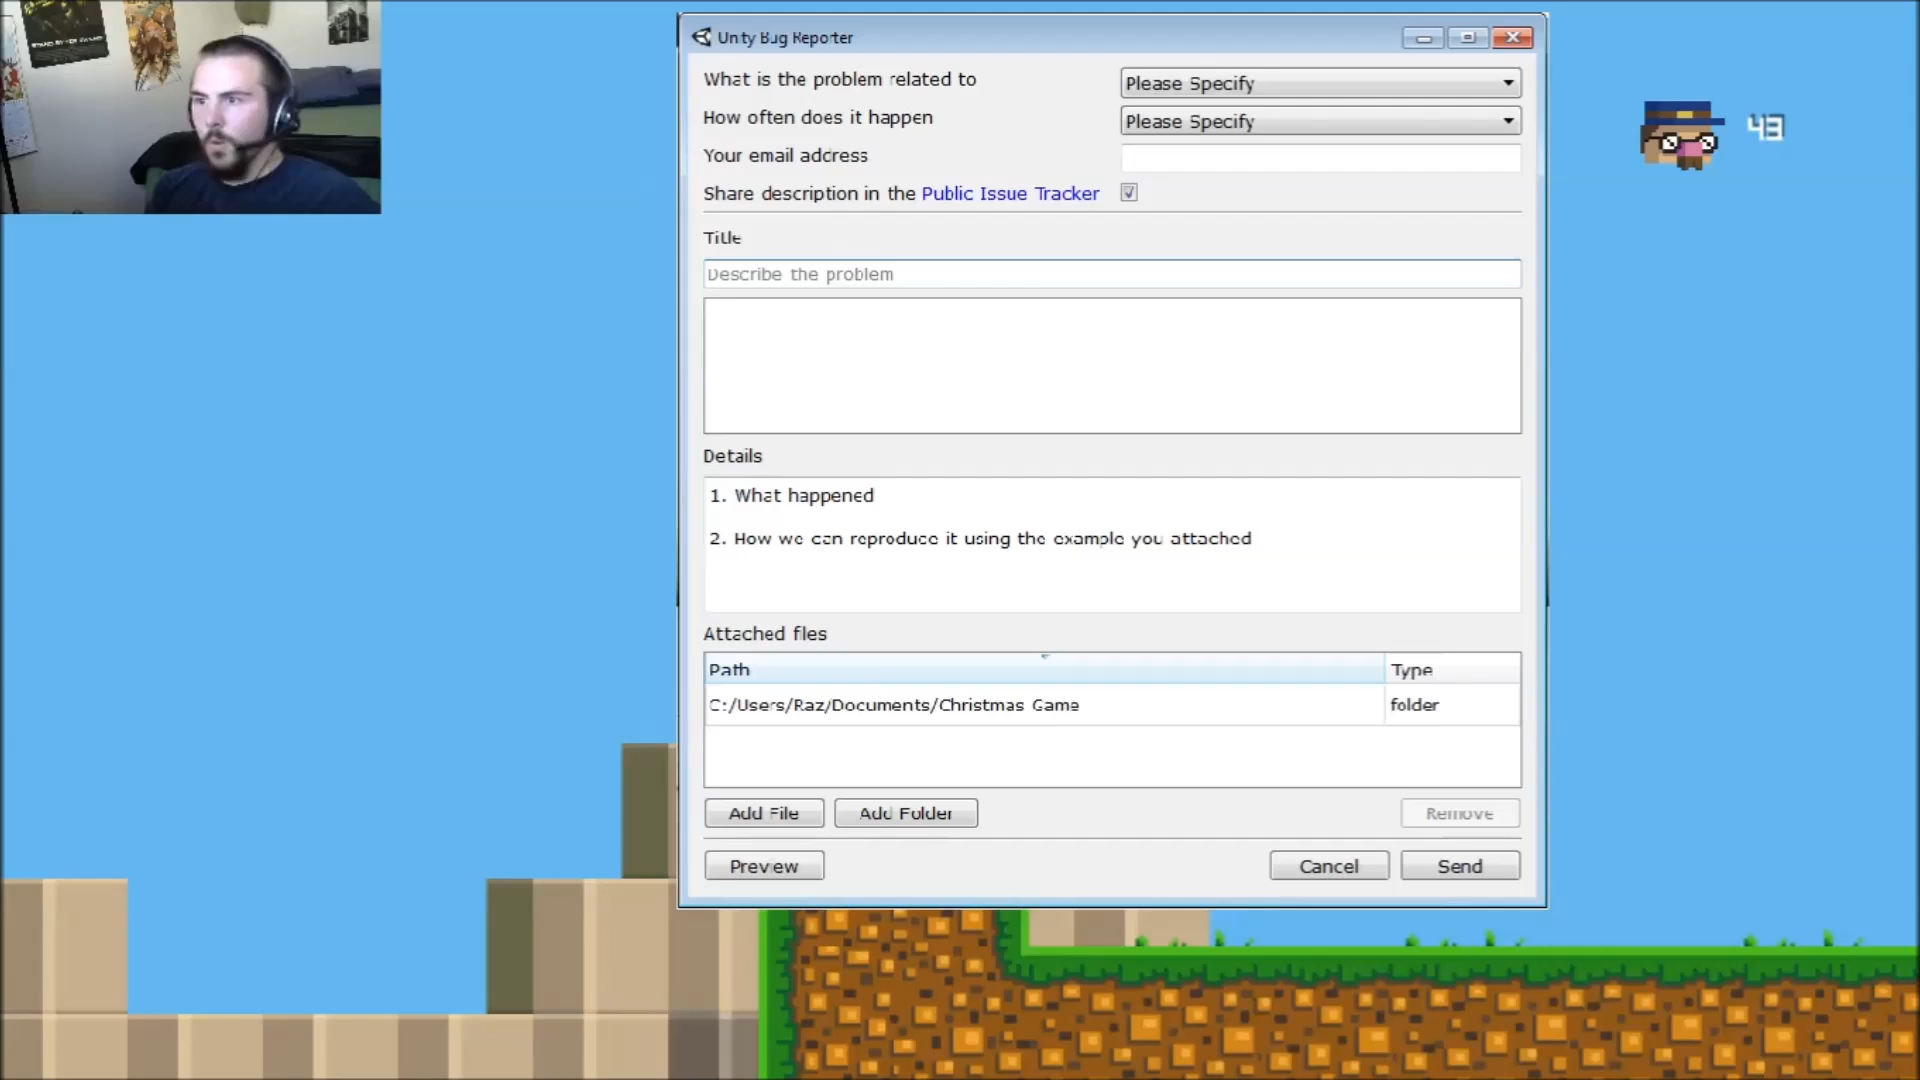 Unity Bug Reporter
What is the problem related to
Please Specify
How often does it happen
Please Specify
43
Your email address
Share description in the Public Issue Tracker
Title
Describe the problem
Details
1. What happened
2. How we can reproduce it using the example you attached
Attached files
Path
Type
C:/Users/Raz/Documents/Christmas Game
folder
Add File
Add Folder
Remove
Preview
Cancel
Send